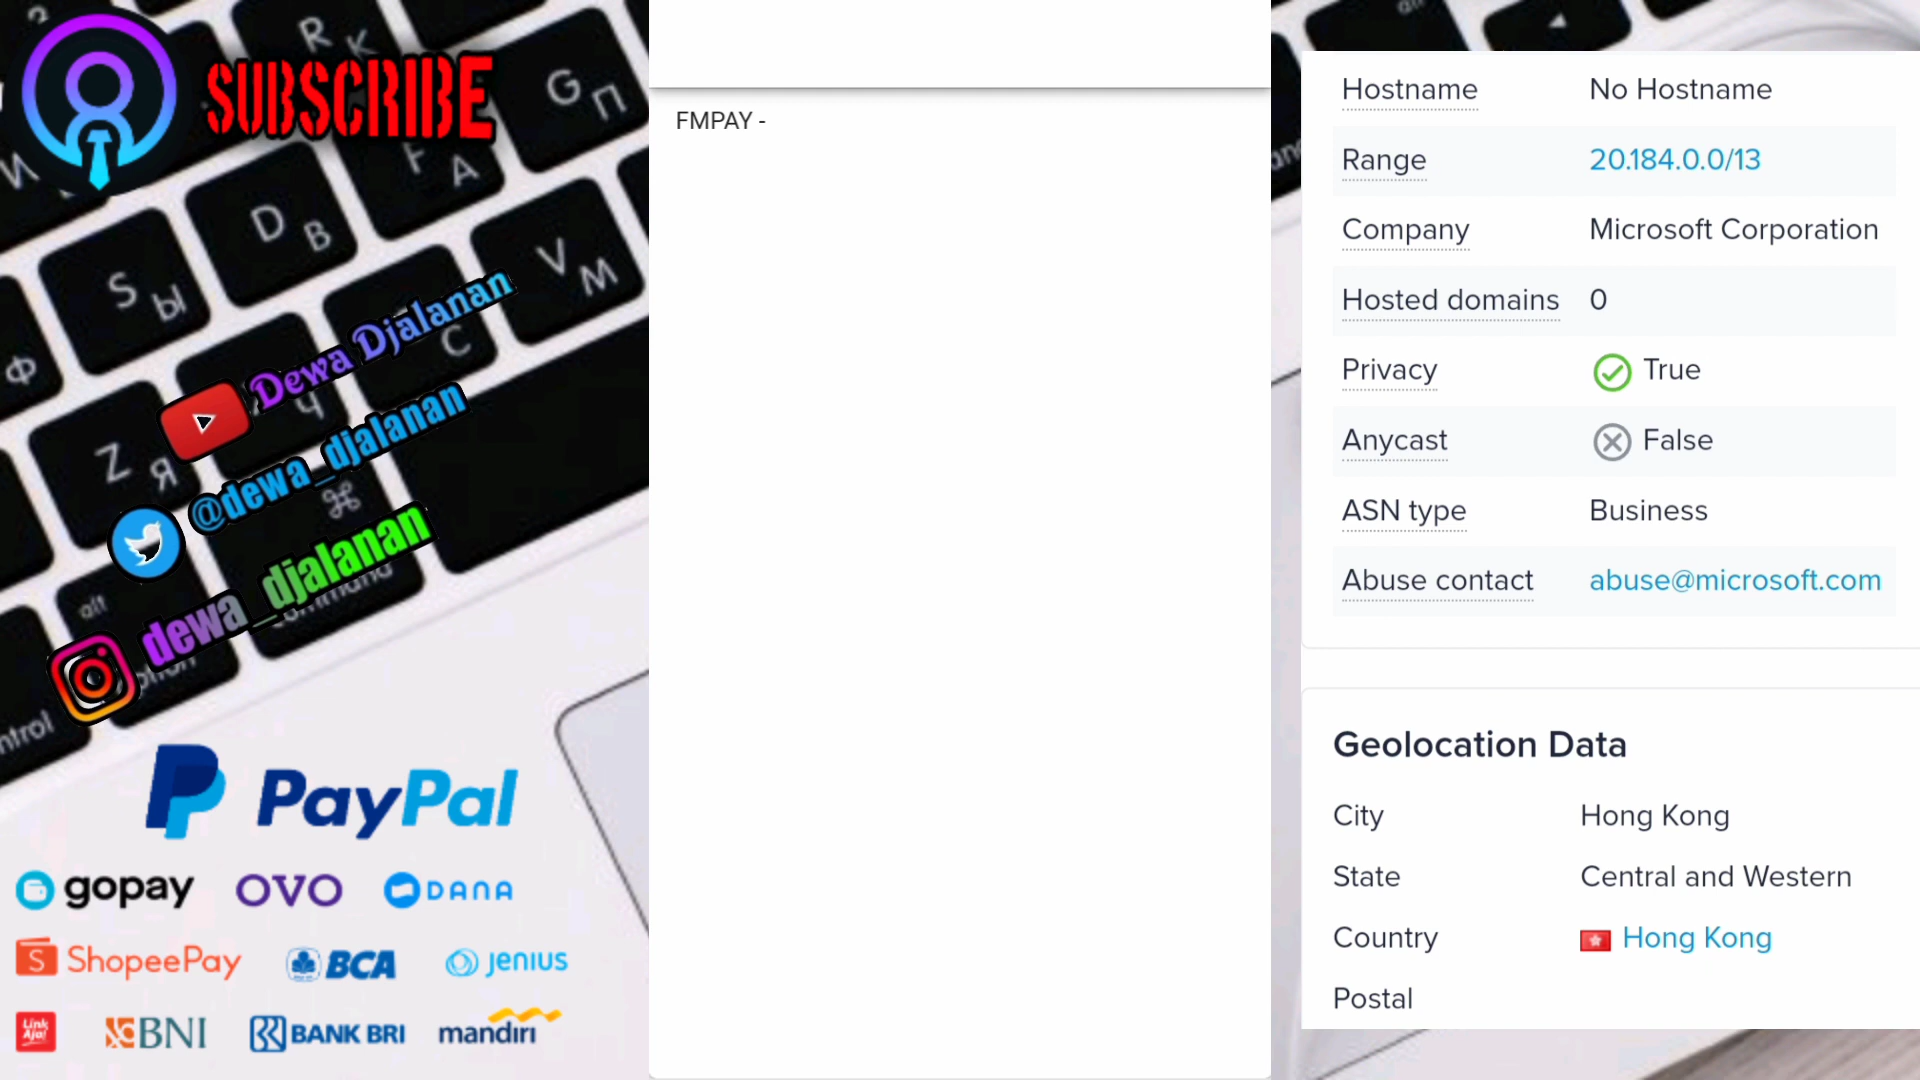 SUBSCRIBE
R K
G П
F A
D B
S Ы
V M
C
Ф
Ч
Z Я
⌘
alt
Dewa Djalanan
@dewa_djalanan
dewa_djalanan
PayPal
gopay OVO DANA
ShopeePay BCA jenius
Link Aja! BNI BANK BRI mandiri
FMPAY -
Hostname No Hostname
Range 20.184.0.0/13
Company Microsoft Corporation
Hosted domains 0
Privacy True
Anycast False
ASN type Business
Abuse contact abuse@microsoft.com
Geolocation Data
City Hong Kong
State Central and Western
Country Hong Kong
Postal